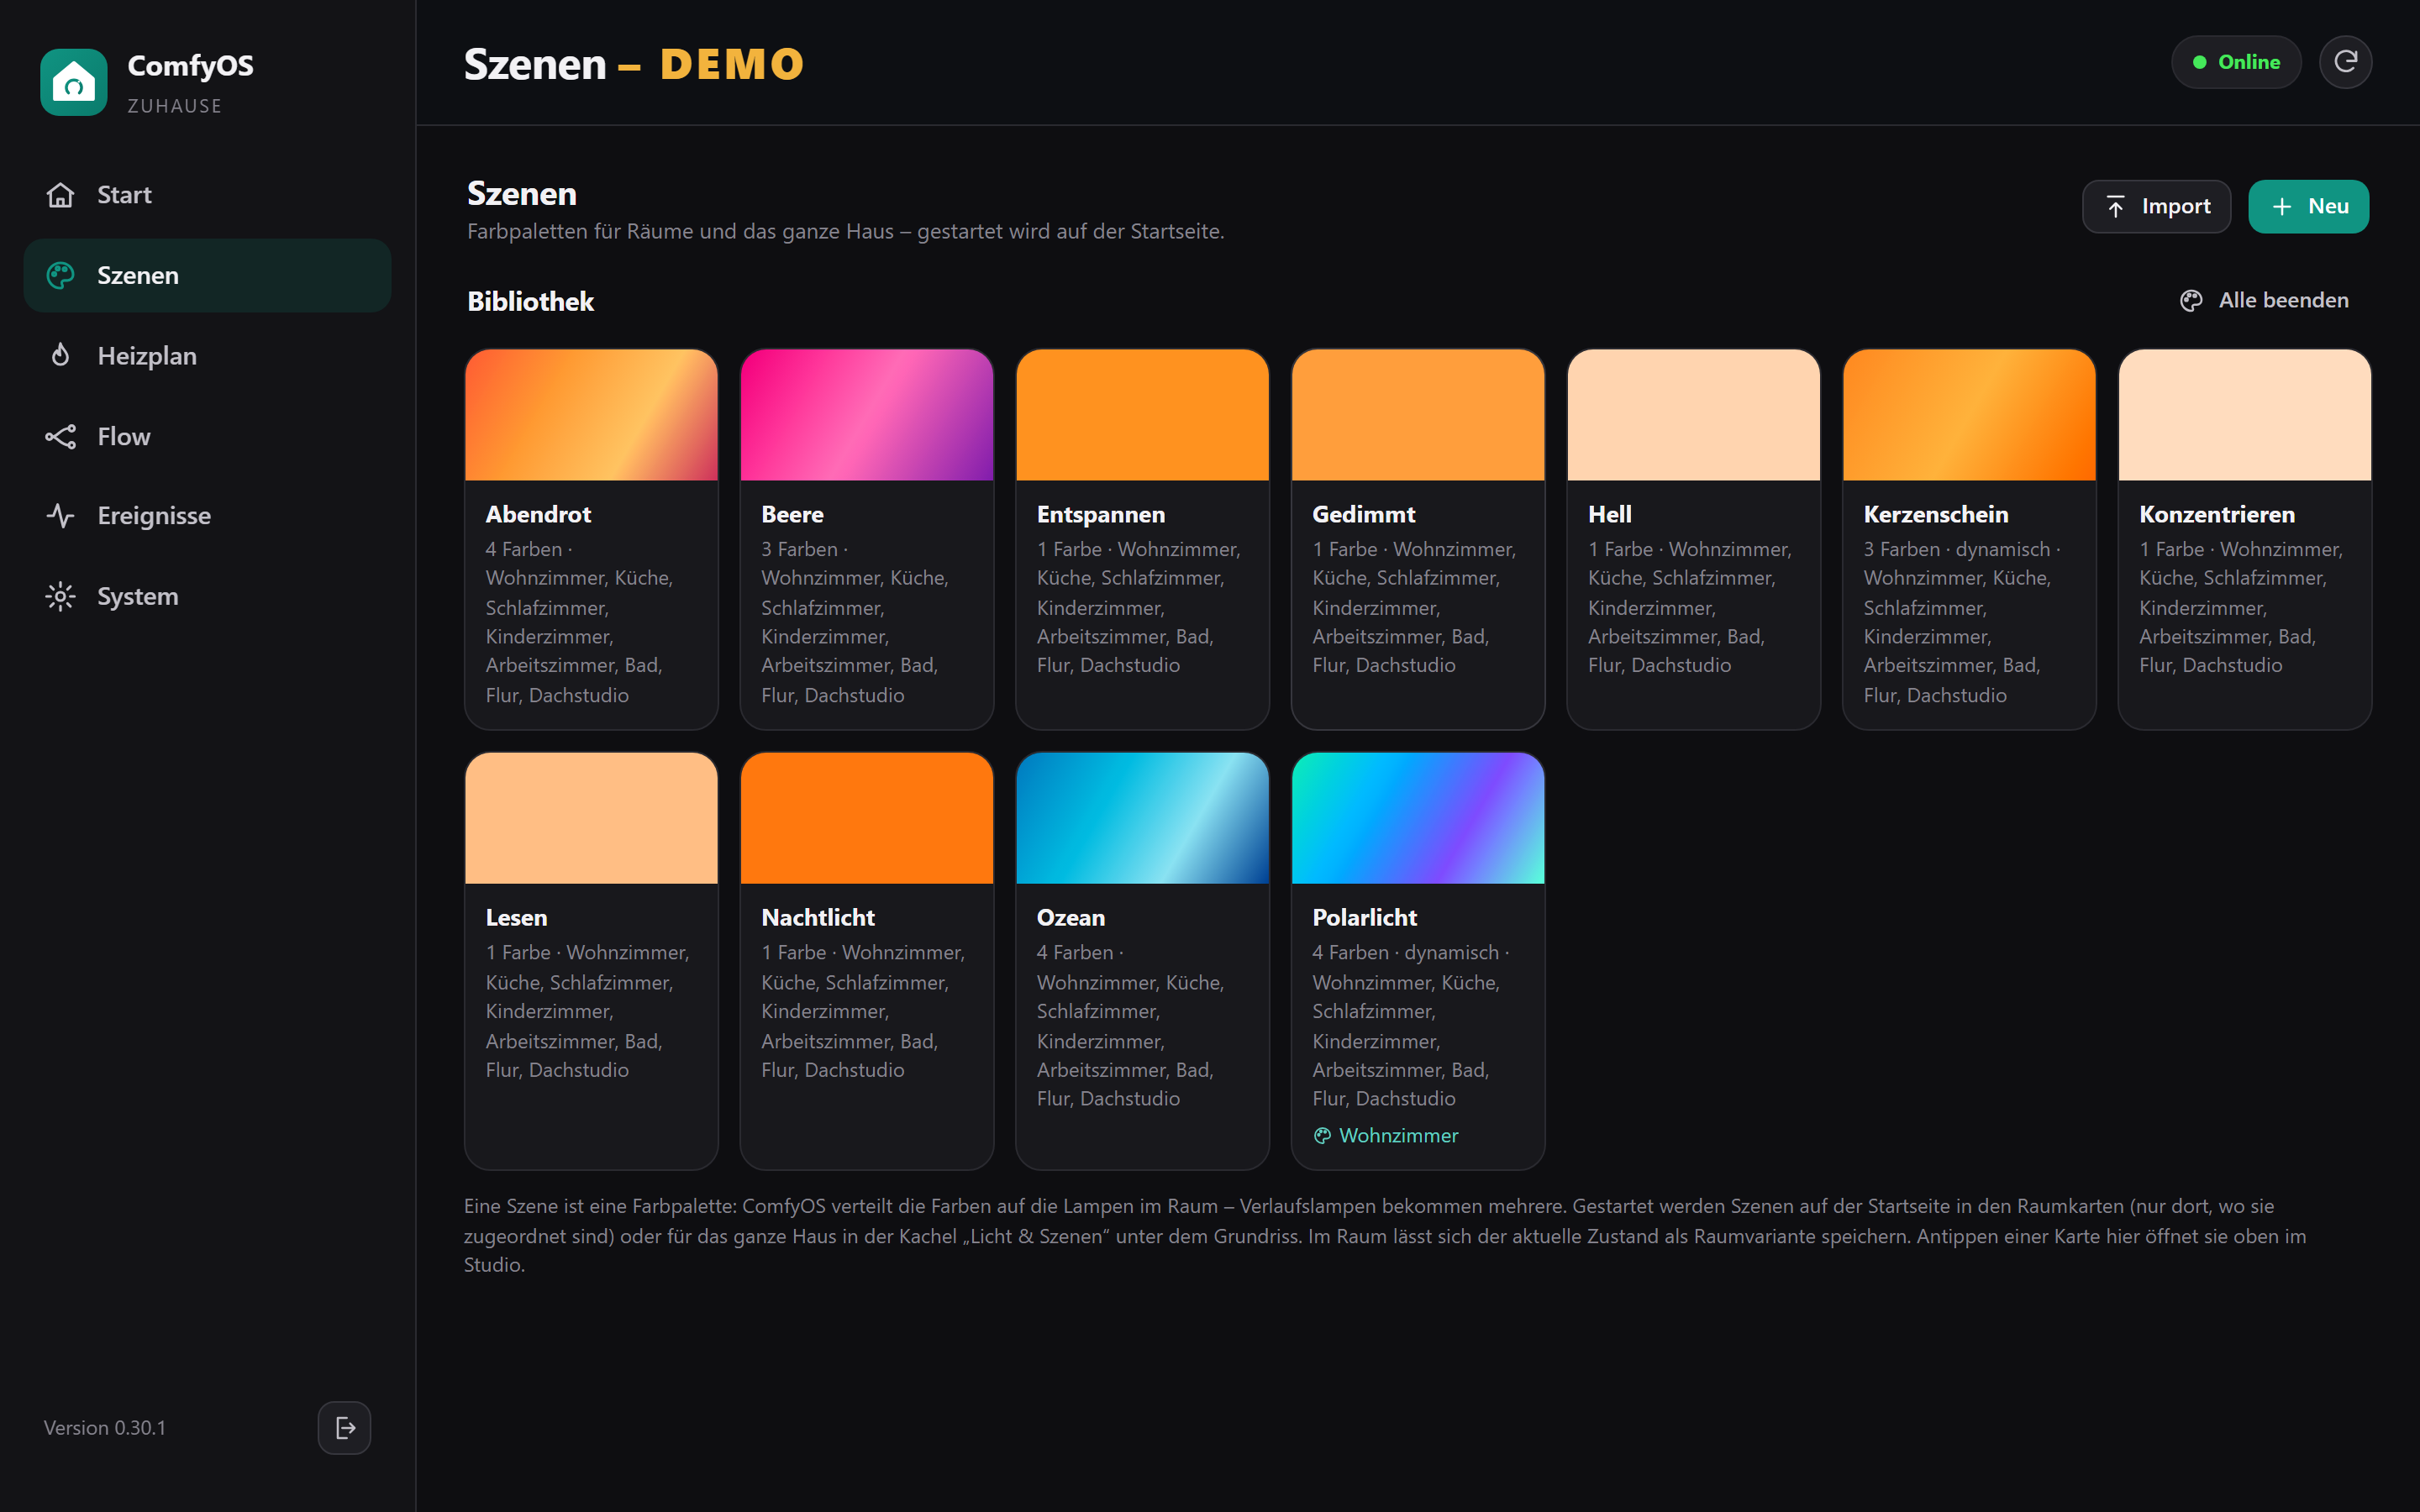 ComfyOS
ZUHAUSE
Start
Szenen
Heizplan
Flow
Ereignisse
System
Version 0.30.1
Szenen – DEMO
Online
Szenen
Farbpaletten für Räume und das ganze Haus – gestartet wird auf der Startseite.
Import
Neu
Bibliothek
Alle beenden
Abendrot
4 Farben ·
Wohnzimmer, Küche,
Schlafzimmer,
Kinderzimmer,
Arbeitszimmer, Bad,
Flur, Dachstudio
Beere
3 Farben ·
Wohnzimmer, Küche,
Schlafzimmer,
Kinderzimmer,
Arbeitszimmer, Bad,
Flur, Dachstudio
Entspannen
1 Farbe · Wohnzimmer,
Küche, Schlafzimmer,
Kinderzimmer,
Arbeitszimmer, Bad,
Flur, Dachstudio
Gedimmt
1 Farbe · Wohnzimmer,
Küche, Schlafzimmer,
Kinderzimmer,
Arbeitszimmer, Bad,
Flur, Dachstudio
Hell
1 Farbe · Wohnzimmer,
Küche, Schlafzimmer,
Kinderzimmer,
Arbeitszimmer, Bad,
Flur, Dachstudio
Kerzenschein
3 Farben · dynamisch ·
Wohnzimmer, Küche,
Schlafzimmer,
Kinderzimmer,
Arbeitszimmer, Bad,
Flur, Dachstudio
Konzentrieren
1 Farbe · Wohnzimmer,
Küche, Schlafzimmer,
Kinderzimmer,
Arbeitszimmer, Bad,
Flur, Dachstudio
Lesen
1 Farbe · Wohnzimmer,
Küche, Schlafzimmer,
Kinderzimmer,
Arbeitszimmer, Bad,
Flur, Dachstudio
Nachtlicht
1 Farbe · Wohnzimmer,
Küche, Schlafzimmer,
Kinderzimmer,
Arbeitszimmer, Bad,
Flur, Dachstudio
Ozean
4 Farben ·
Wohnzimmer, Küche,
Schlafzimmer,
Kinderzimmer,
Arbeitszimmer, Bad,
Flur, Dachstudio
Polarlicht
4 Farben · dynamisch ·
Wohnzimmer, Küche,
Schlafzimmer,
Kinderzimmer,
Arbeitszimmer, Bad,
Flur, Dachstudio
Wohnzimmer
Eine Szene ist eine Farbpalette: ComfyOS verteilt die Farben auf die Lampen im Raum – Verlaufslampen bekommen mehrere. Gestartet werden Szenen auf der Startseite in den Raumkarten (nur dort, wo sie
zugeordnet sind) oder für das ganze Haus in der Kachel „Licht & Szenen“ unter dem Grundriss. Im Raum lässt sich der aktuelle Zustand als Raumvariante speichern. Antippen einer Karte hier öffnet sie oben im
Studio.